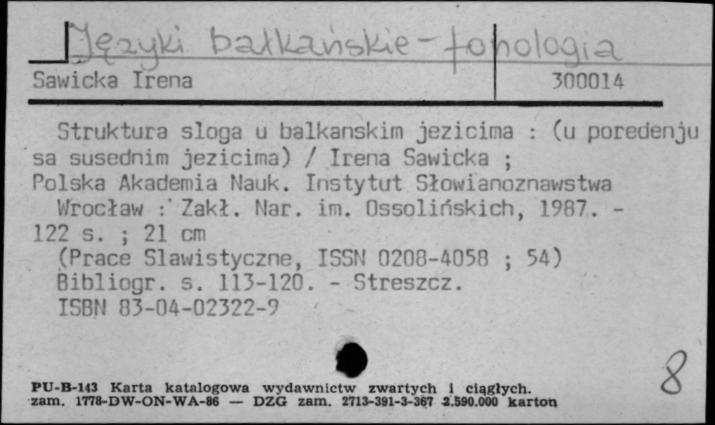 Języki bałkańskie - fonologia
Sawicka Irena 300014
Struktura sloga u balkanskim jezicima : (u poredenju
sa susednim jezicima) / Irena Sawicka ;
Polska Akademia Nauk. Instytut Słowianoznawstwa
Wrocław : Zakł. Nar. im. Ossolińskich, 1987. -
122 s. ; 21 cm
(Prace Slawistyczne, ISSN 0208-4058 ; 54)
Bibliogr. s. 113-120. - Streszcz.
ISBN 83-04-02322-9
8
PU-B-143 Karta katalogowa wydawnictw zwartych i ciągłych.
zam. 1778-DW-ON-WA-86 — DZG zam. 2713-391-3-367 2.590.000 karton